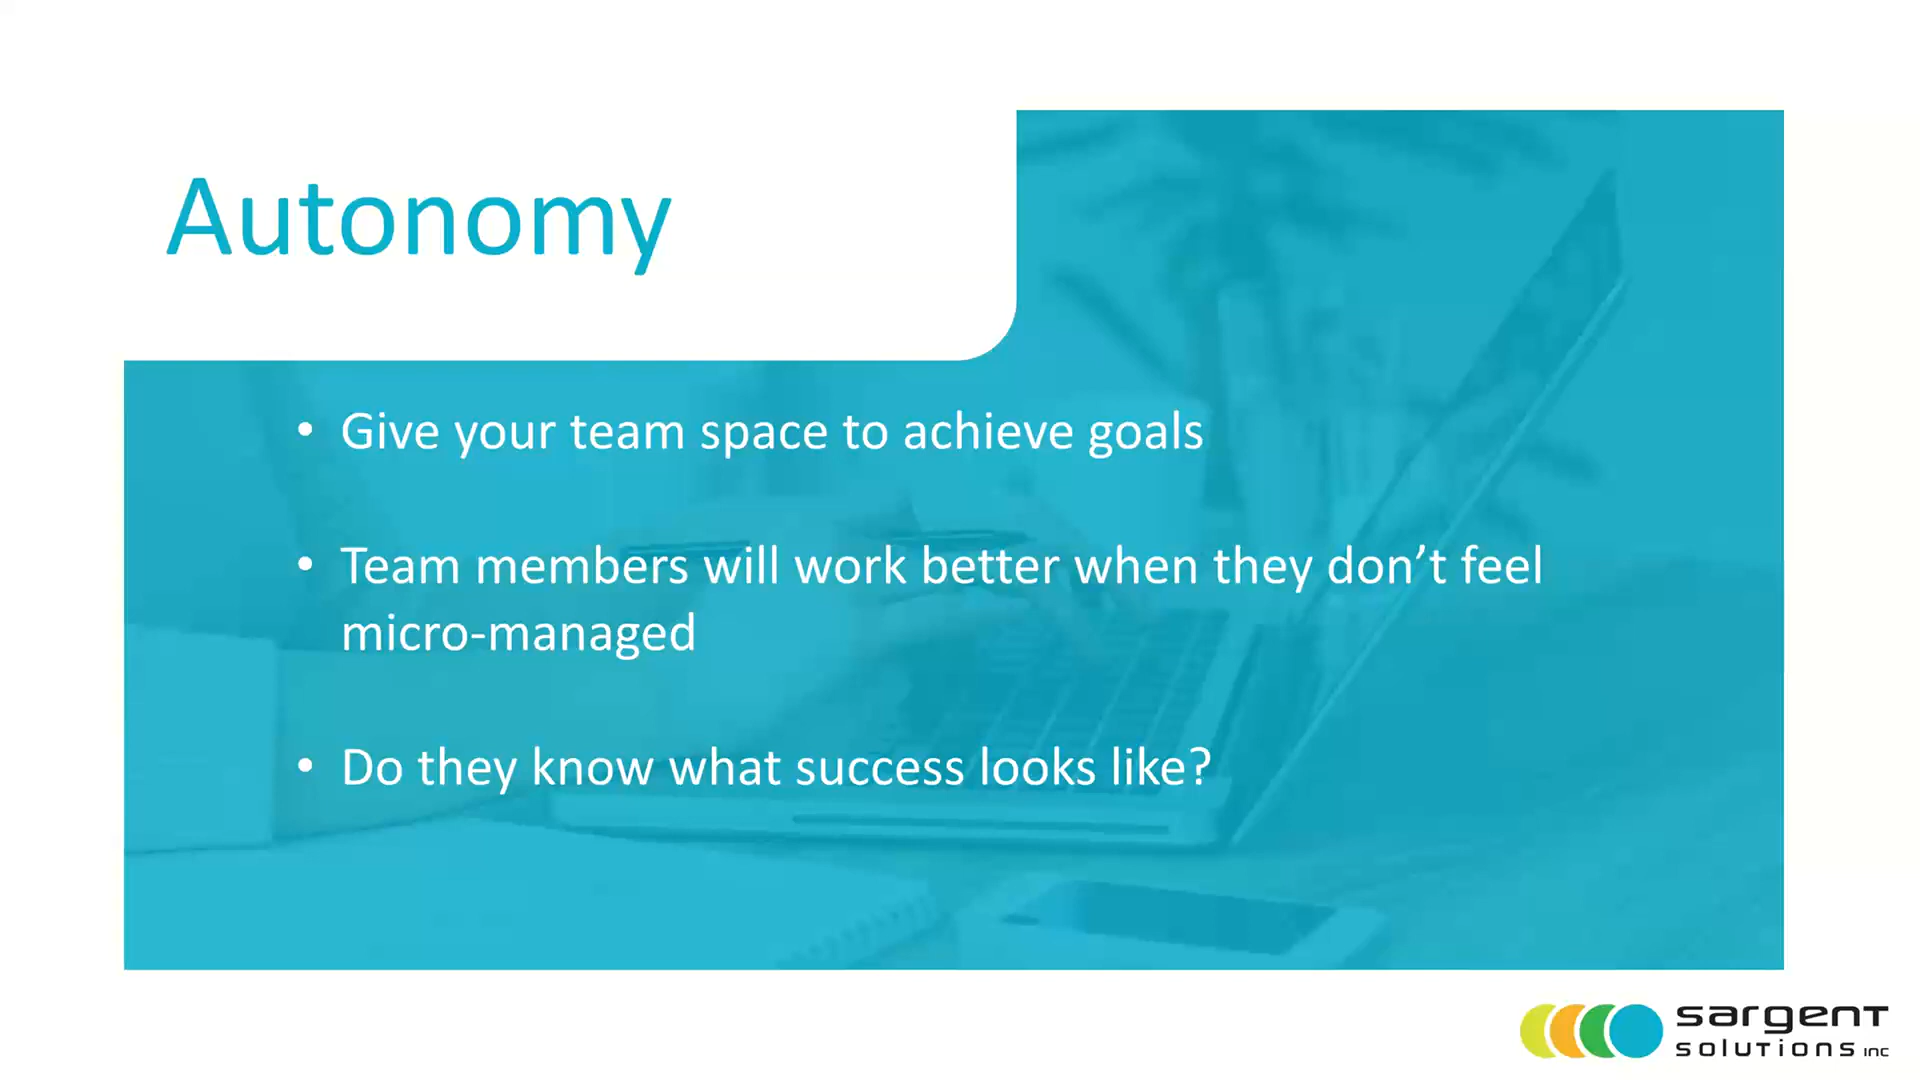 Autonomy
• Give your team space to achieve goals
• Team members will work better when they don’t feel
micro-managed
• Do they know what success looks like?
sargent
solutions inc